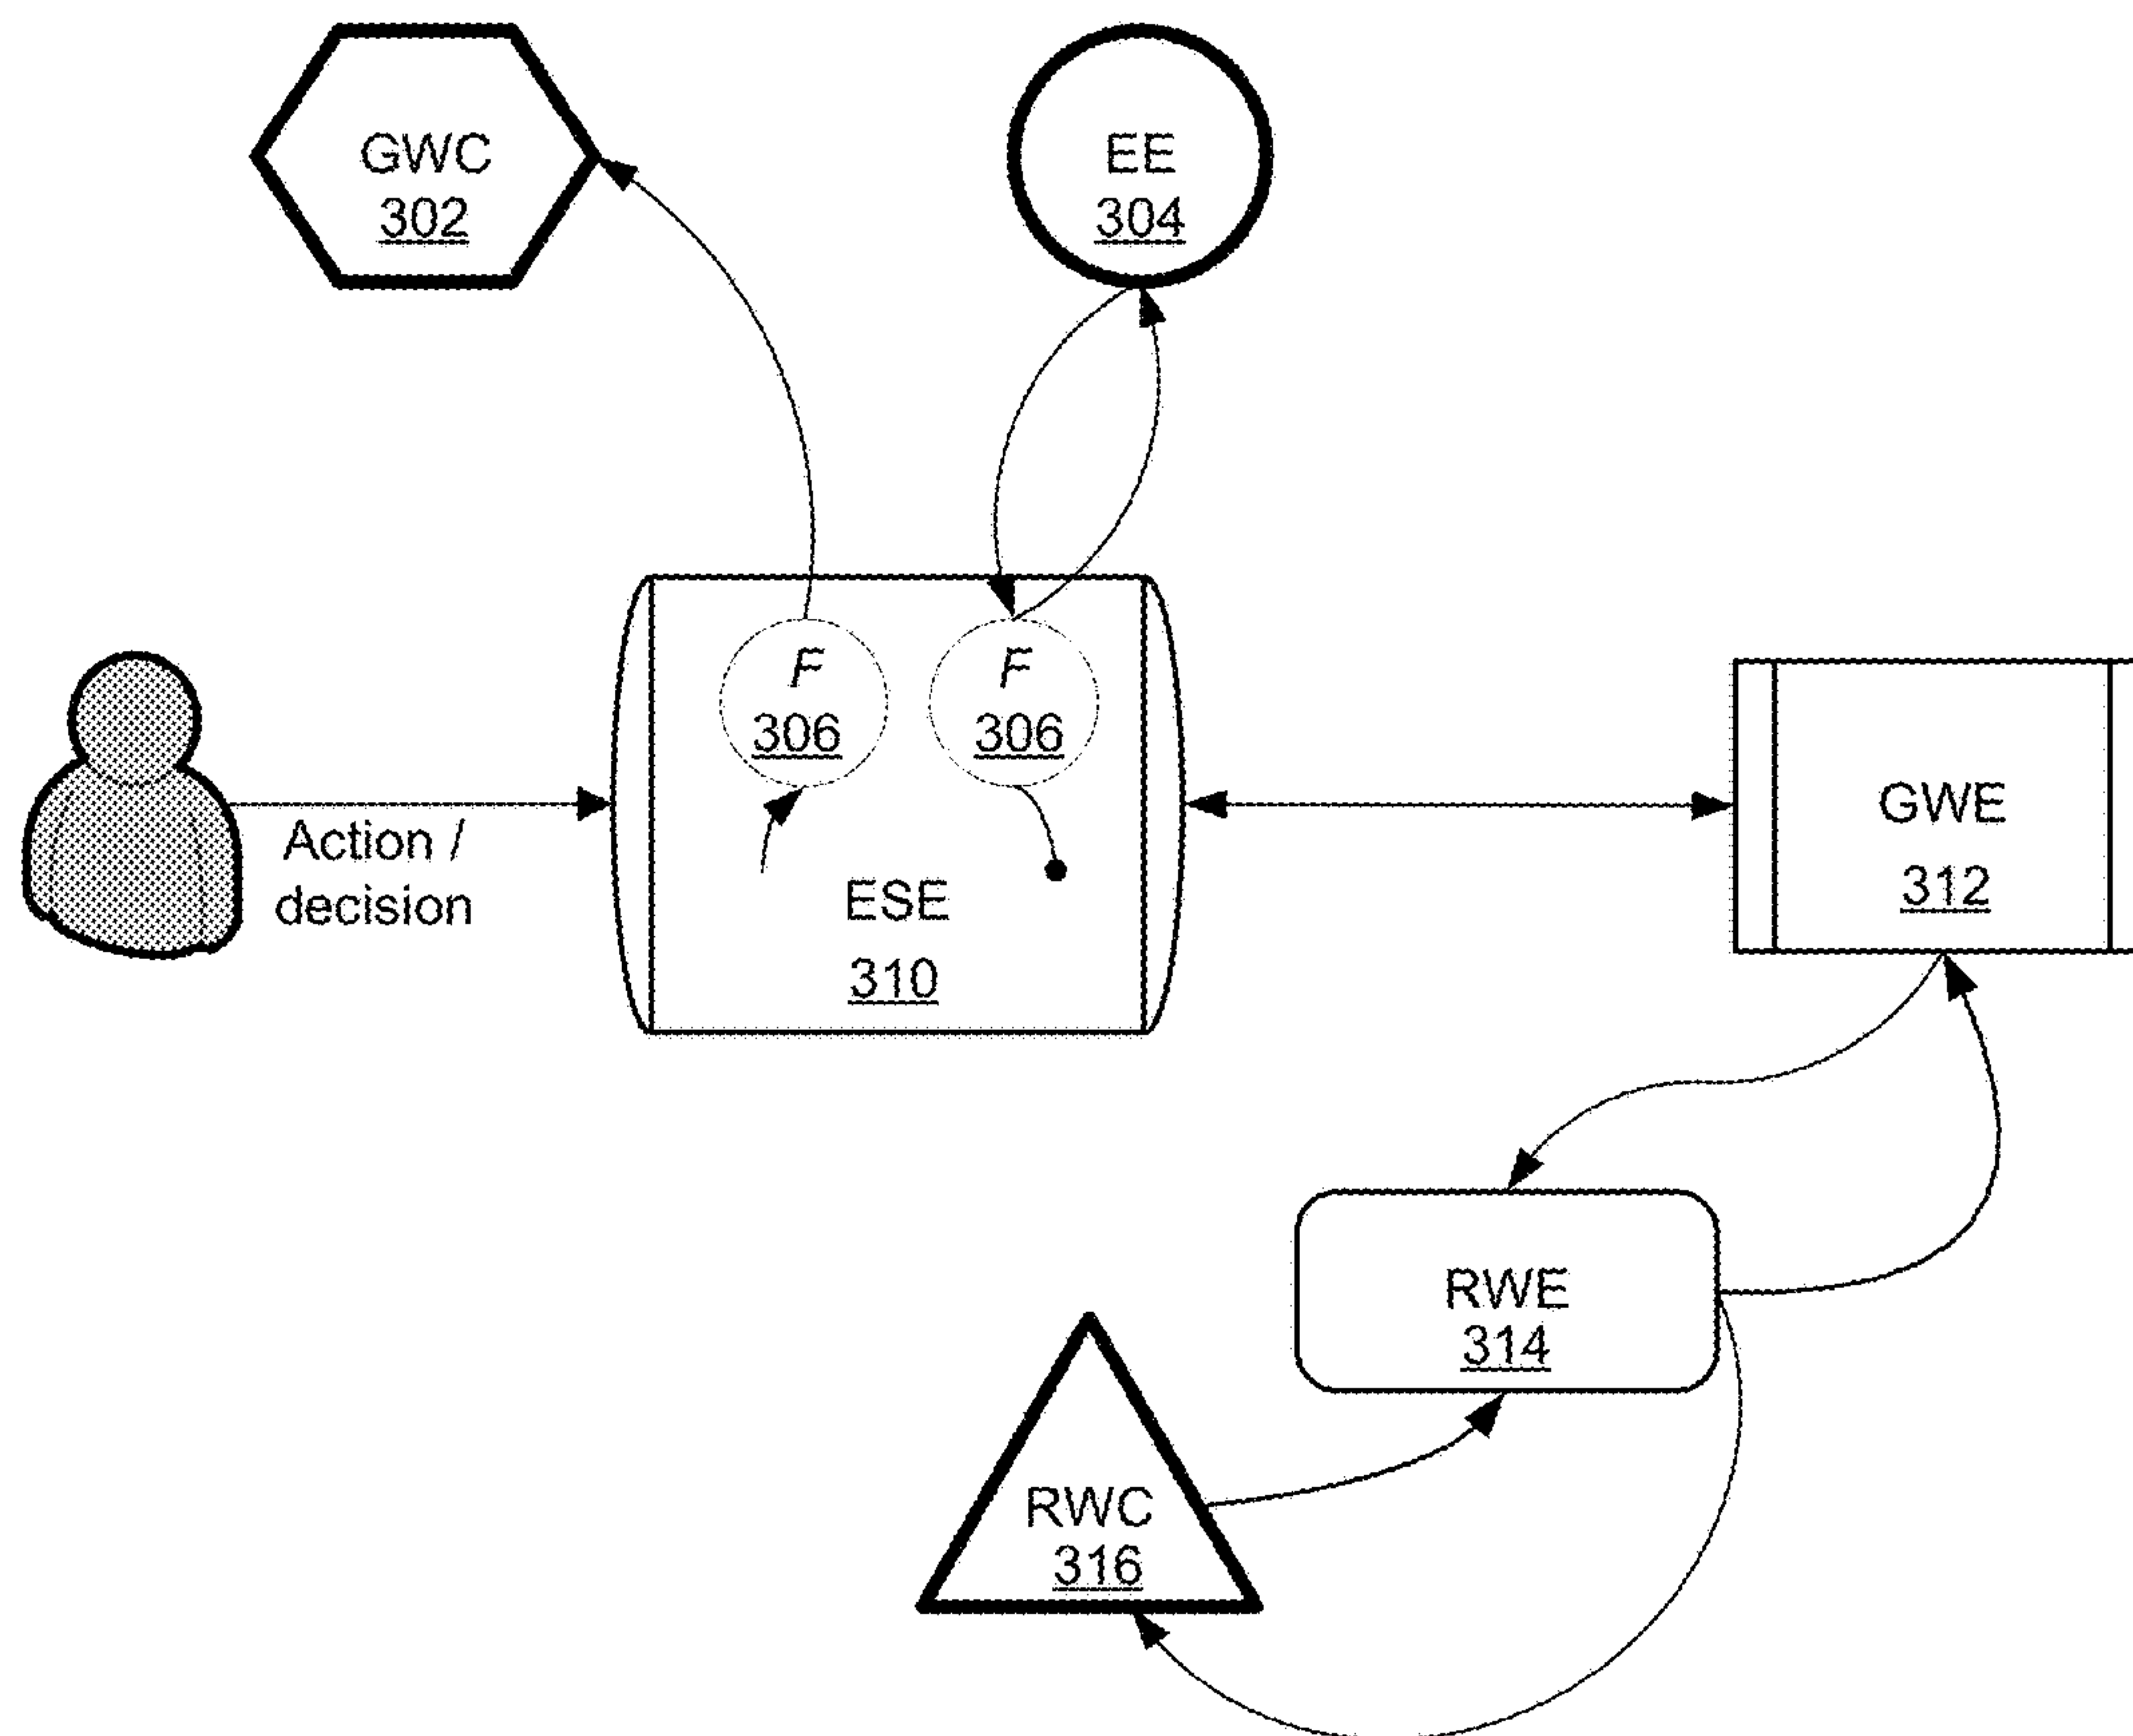 GWC
302
EE
304
F
306
F
306
Action /
decision
ESE
310
GWE
312
RWE
314
RWC
316